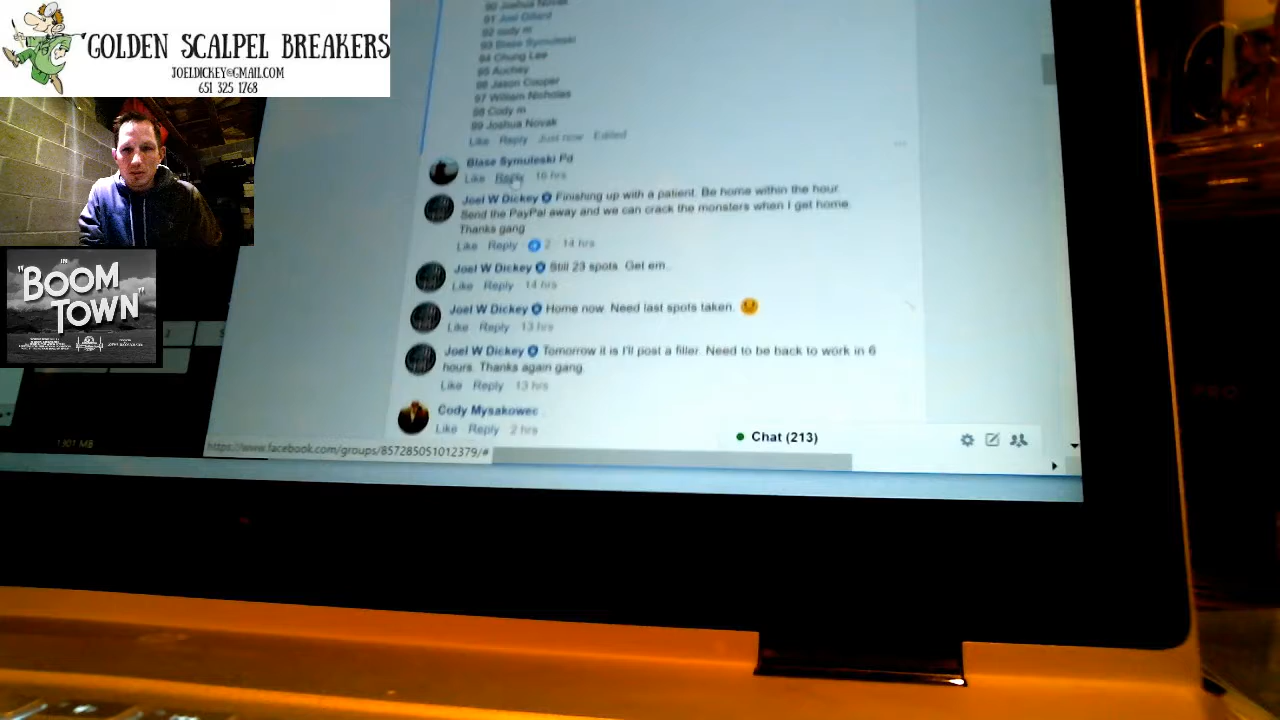 "GOLDEN SCALPEL BREAKERS
JOELDICKEY@GMAIL.COM
651 325 1768
IN
"BOOM
TOWN"
90 Joshua Novak
91 Joel Gillard
92 cody m
93 Blase Symuleski
94 Chung Lee
95 Auchey
96 Jason Cooper
97 William Nicholas
98 Cody m
99 Joshua Novak
Like Reply Just now Edited
Blase Symuleski Pd
Like Reply 16 hrs
Joel W Dickey Finishing up with a patient. Be home within the hour.
Send the PayPal away and we can crack the monsters when I get home.
Thanks gang
Like Reply 2 14 hrs
Joel W Dickey Still 23 spots. Get em.
Like Reply 14 hrs
Joel W Dickey Home now. Need last spots taken.
Like Reply 13 hrs
Joel W Dickey Tomorrow it is I'll post a filler. Need to be back to work in 6
hours. Thanks again gang.
Like Reply 13 hrs
Cody Mysakowec
Like Reply 2 hrs
Chat (213)
https://www.facebook.com/groups/857285051012379/#
1301 MB
PRO